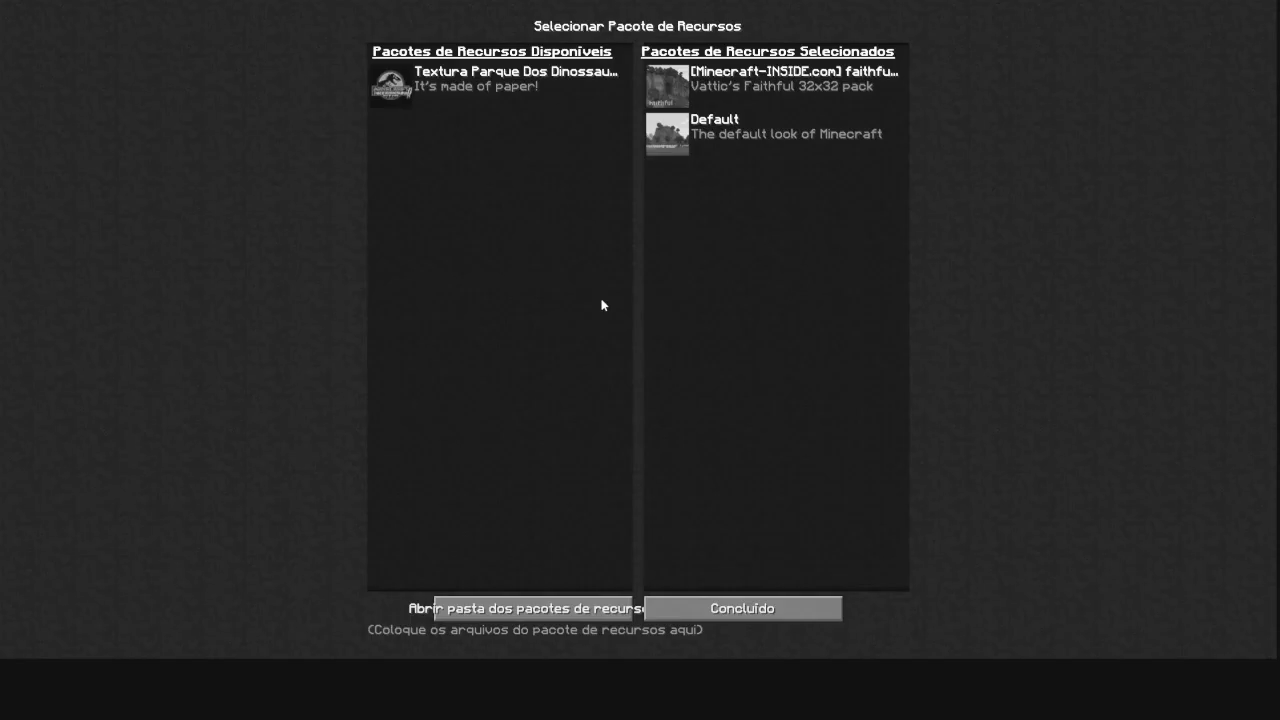 Selecionar Pacote de Recursos
Pacotes de Recursos Disponíveis
Textura Parque Dos Dinossau...
It's made of paper!
Pacotes de Recursos Selecionados
[Minecraft-INSIDE.com] faithfu...
Vattic's Faithful 32x32 pack
Default
The default look of Minecraft
Abrir pasta dos pacotes de recurso
Concluído
(Coloque os arquivos do pacote de recursos aqui)